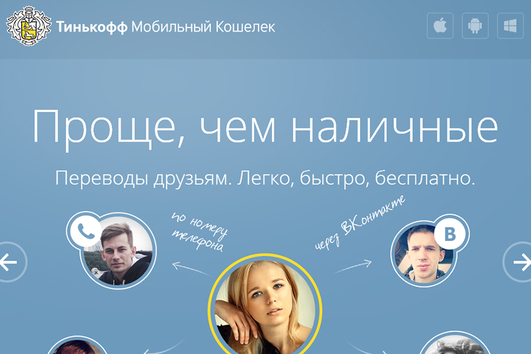 Тинькофф Мобильный Кошелек
Проще, чем наличные
Переводы друзьям. Легко, быстро, бесплатно.
по номеру
телефона
через ВКонтакте
В